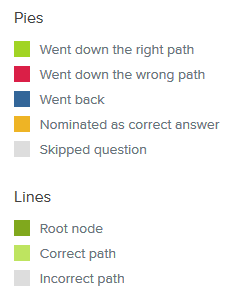 Pies
Went down the right path
Went down the wrong path
Went back
Nominated as correct answer
Skipped question
Lines
Root node
Correct path
Incorrect path